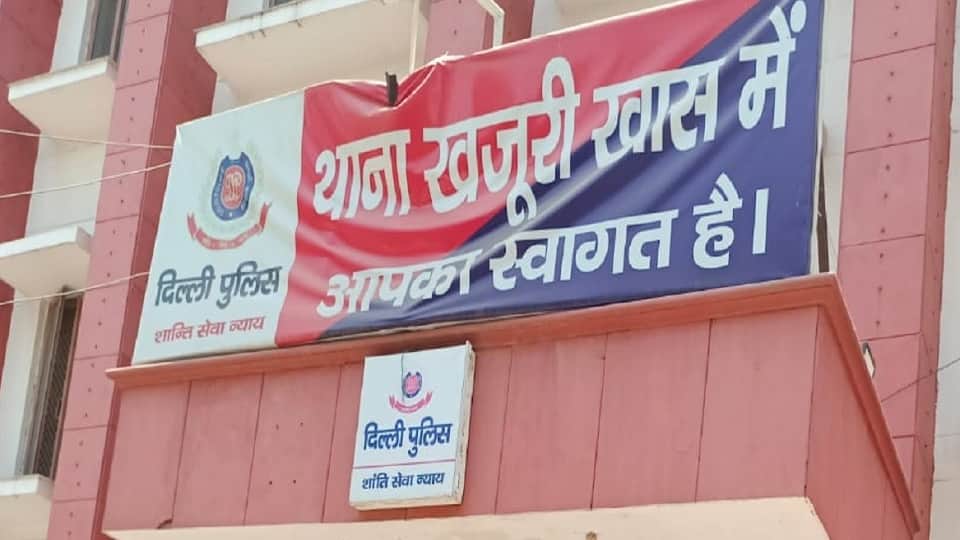 थाना खजूरी खास में
आपका स्वागत है।
दिल्ली पुलिस
शान्ति सेवा न्याय
दिल्ली पुलिस
शांति सेवा न्याय